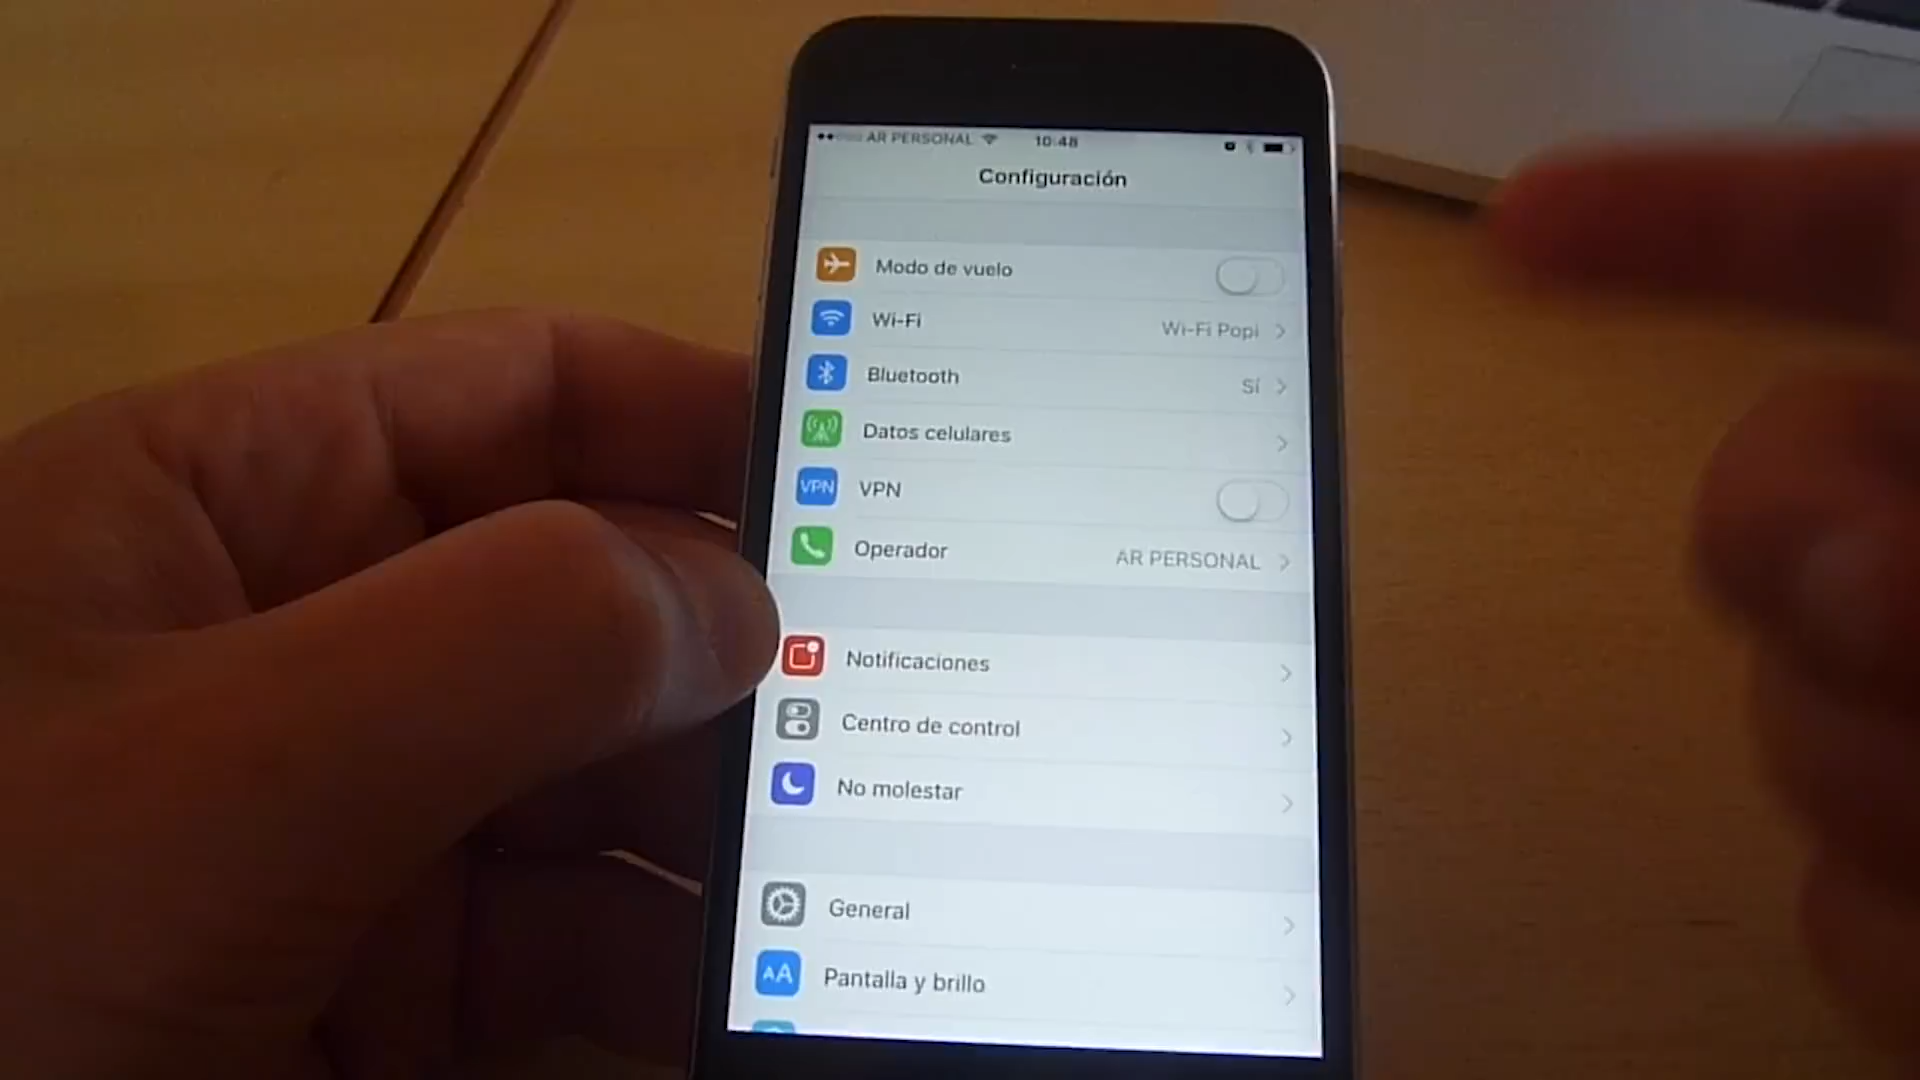 AR PERSONAL 10:48
Configuración
Modo de vuelo
Wi-Fi Wi-Fi Popi
Bluetooth Sí
Datos celulares
VPN VPN
Operador AR PERSONAL
Notificaciones
Centro de control
No molestar
General
AA Pantalla y brillo